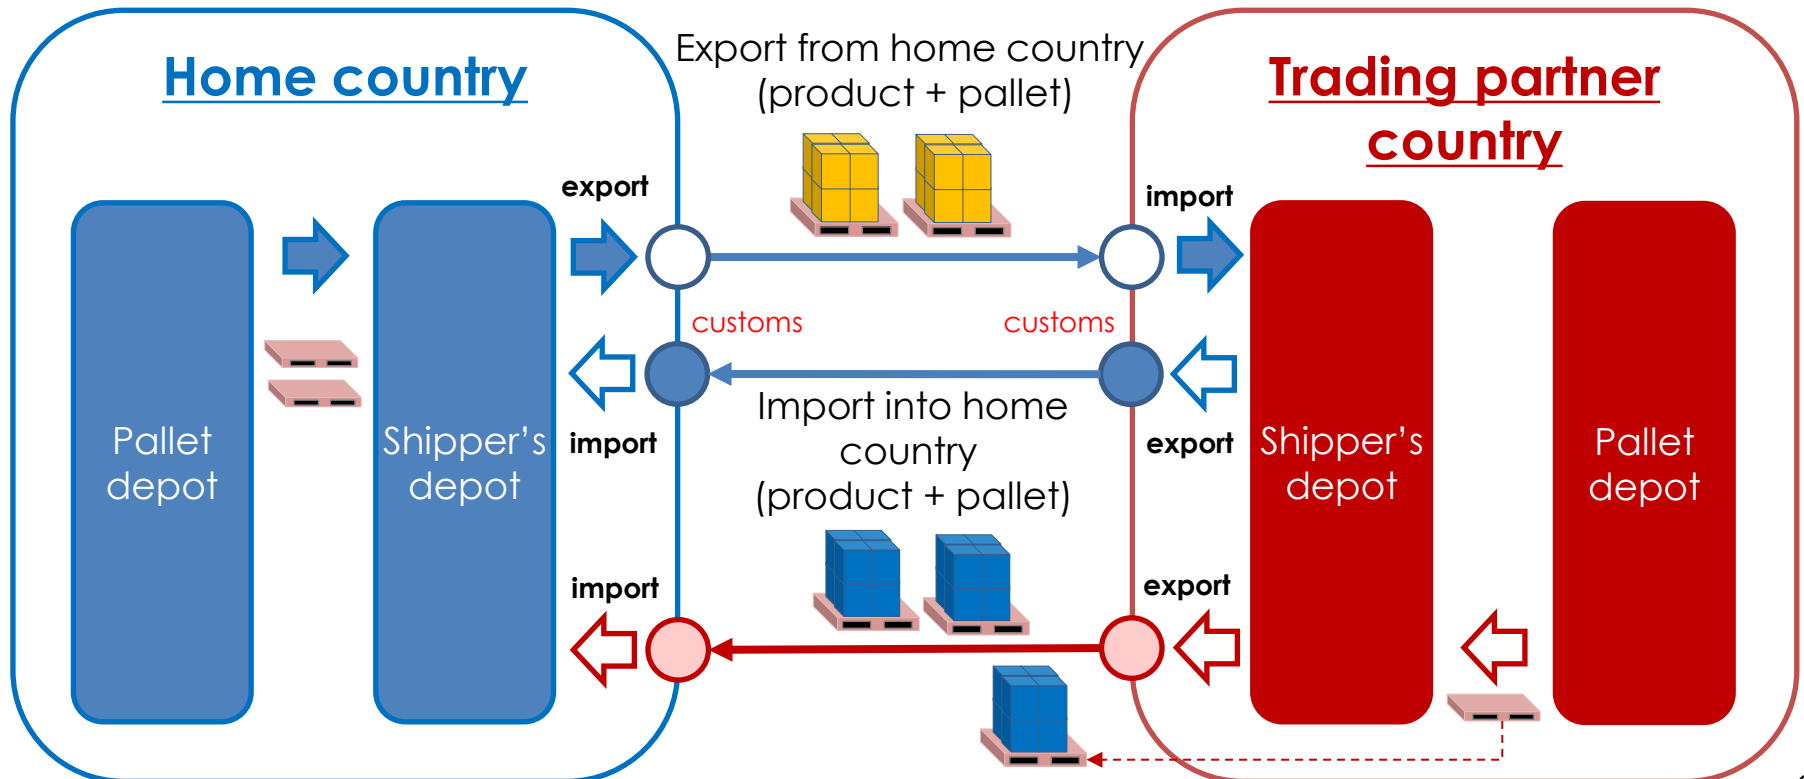 Home country
Export from home country
(product + pallet)
Trading partner
country
export
import
customs
customs
Pallet
depot
Shipper's
depot
import
Import into home
country
(product + pallet)
export
Shipper's
depot
Pallet
depot
import
export